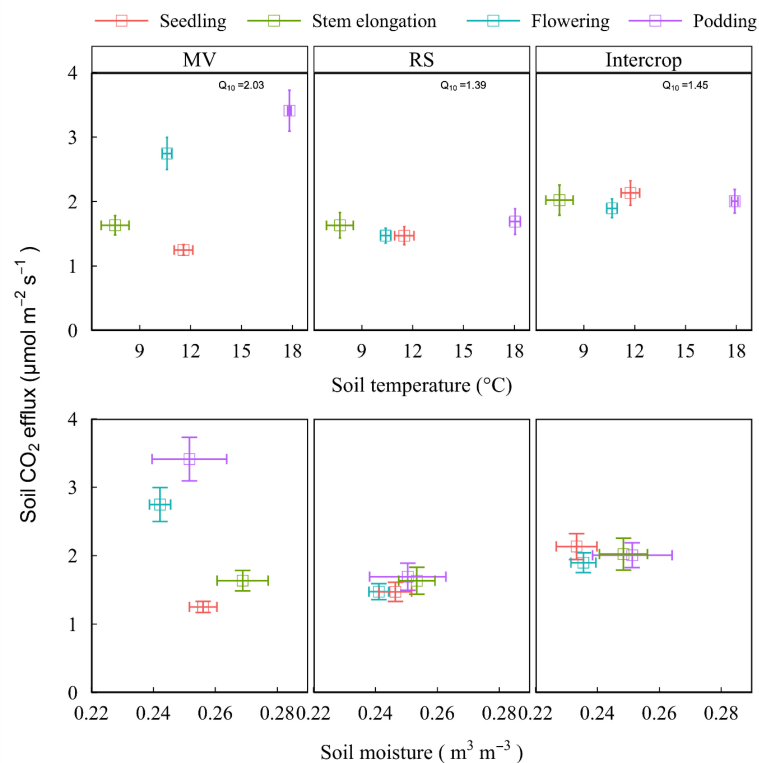 Seedling Stem elongation Flowering Podding
MV RS Intercrop
Q₁₀ =2.03 Q₁₀ =1.39 Q₁₀ =1.45
4
3
2
1
0
9 12 15 18 9 12 15 18 9 12 15 18
Soil temperature (°C)
Soil CO₂ efflux (μmol m⁻² s⁻¹ )
4
3
2
1
0
0.22 0.24 0.26 0.28 0.22 0.24 0.26 0.28 0.22 0.24 0.26 0.28
Soil moisture ( m³ m⁻³ )